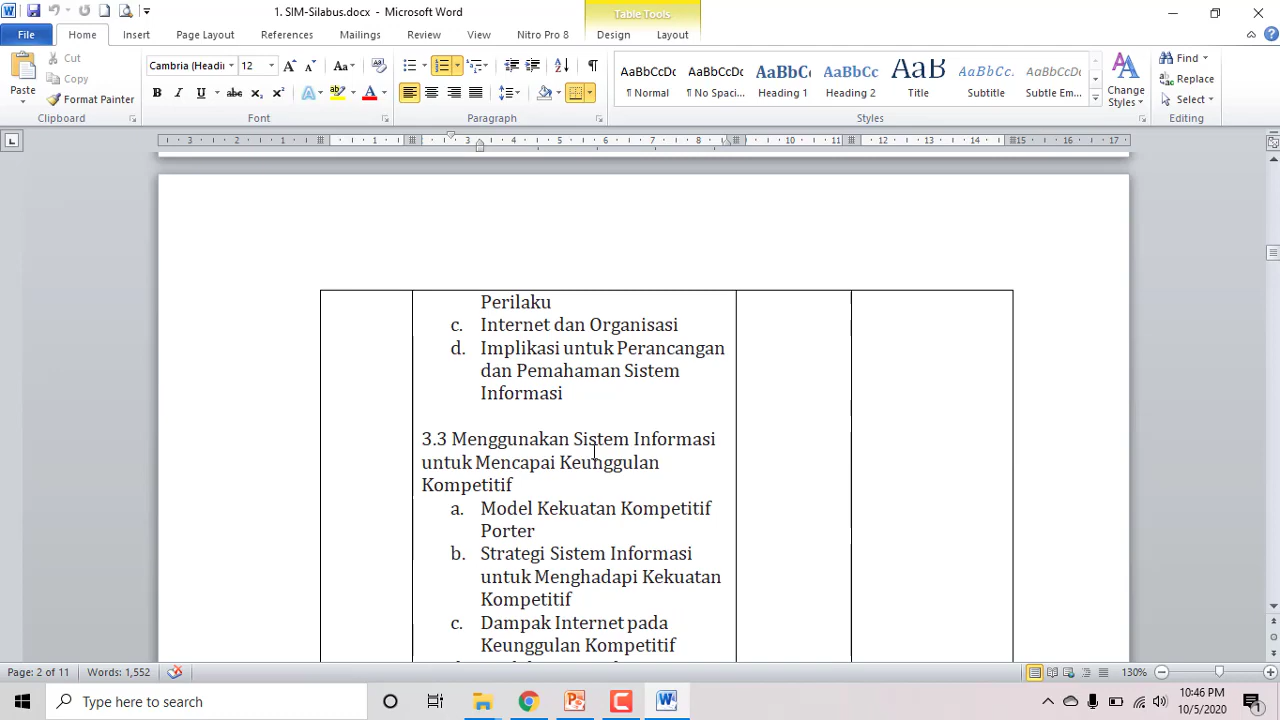 1. SIM-Silabus.docx - Microsoft Word
Table Tools
File Home Insert Page Layout References Mailings Review View Nitro Pro 8 Design Layout
Paste
Cut
Copy
Format Painter
Clipboard
Cambria (Headi 12
Font
Paragraph
AaBbCcDc AaBbCcDc AaBbCc AaBbCc AaB AaBbCc. AaBbCcDc
¶ Normal ¶ No Spaci... Heading 1 Heading 2 Title Subtitle Subtle Em...
Change Styles
Styles
Find
Replace
Select
Editing
Perilaku
c. Internet dan Organisasi
d. Implikasi untuk Perancangan
dan Pemahaman Sistem
Informasi
3.3 Menggunakan Sistem Informasi
untuk Mencapai Keunggulan
Kompetitif
a. Model Kekuatan Kompetitif
Porter
b. Strategi Sistem Informasi
untuk Menghadapi Kekuatan
Kompetitif
c. Dampak Internet pada
Keunggulan Kompetitif
Page: 2 of 11 Words: 1,552 130%
Type here to search
10:46 PM
10/5/2020